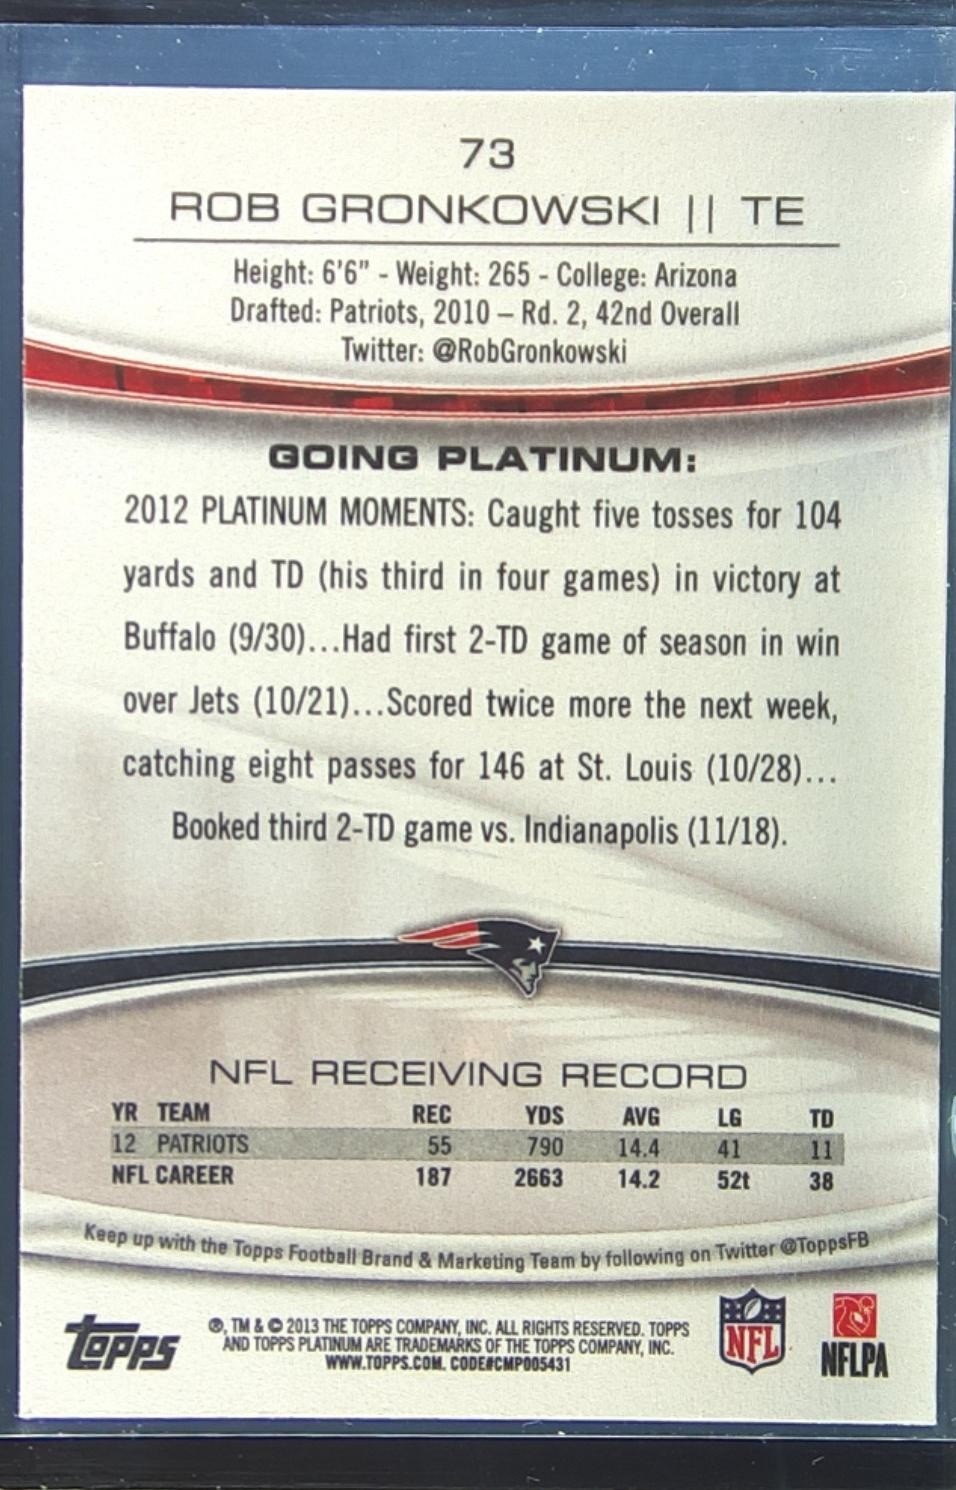 73
ROB GRONKOWSKI || TE
Height: 6'6" - Weight: 265 - College: Arizona
Drafted: Patriots, 2010 – Rd. 2, 42nd Overall
Twitter: @RobGronkowski
GOING PLATINUM:
2012 PLATINUM MOMENTS: Caught five tosses for 104
yards and TD (his third in four games) in victory at
Buffalo (9/30)...Had first 2-TD game of season in win
over Jets (10/21)...Scored twice more the next week,
catching eight passes for 146 at St. Louis (10/28)...
Booked third 2-TD game vs. Indianapolis (11/18).
NFL RECEIVING RECORD
YR TEAM REC YDS AVG LG TD
12 PATRIOTS 55 790 14.4 41 11
NFL CAREER 187 2663 14.2 52t 38
Keep up with the Topps Football Brand & Marketing Team by following on Twitter @ToppsFB
Topps
®, TM & © 2013 THE TOPPS COMPANY, INC. ALL RIGHTS RESERVED. TOPPS
AND TOPPS PLATINUM ARE TRADEMARKS OF THE TOPPS COMPANY, INC.
WWW.TOPPS.COM. CODE#CMP005431
NFL
NFLPA